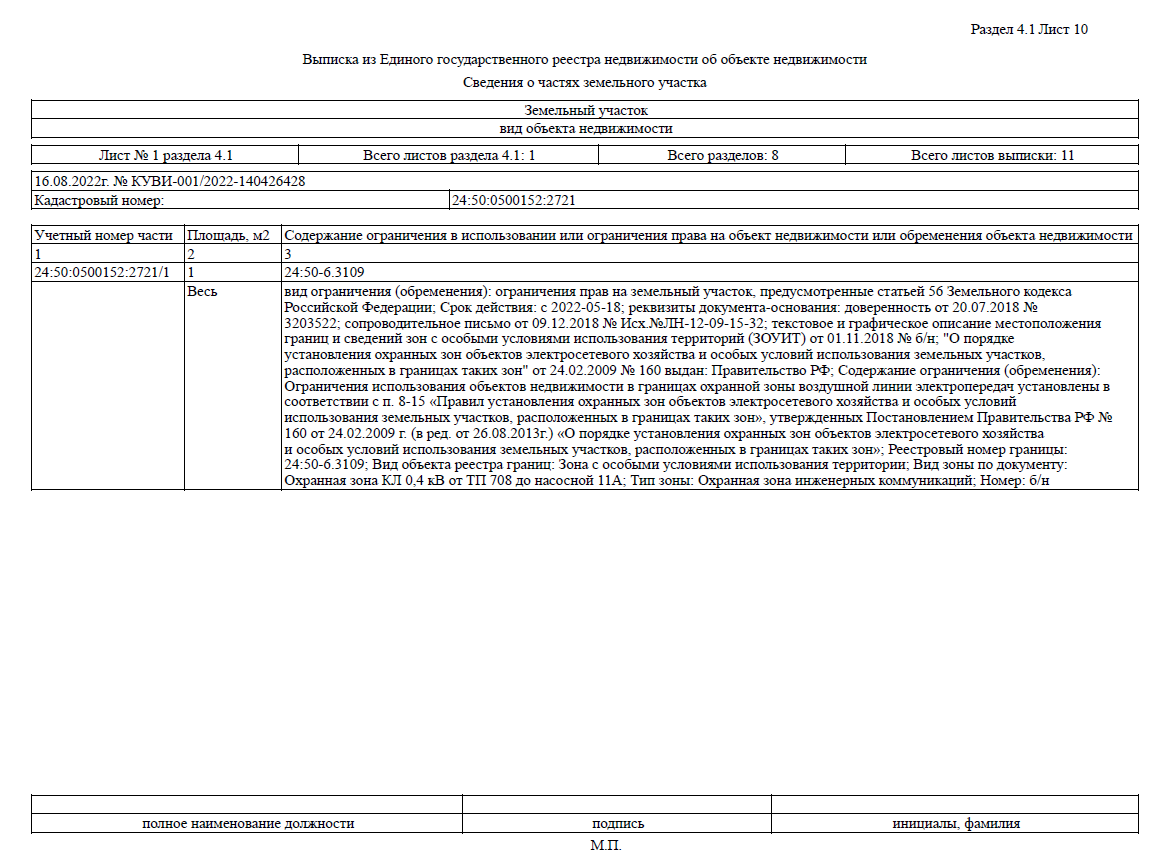 Раздел 4.1 Лист 10
Выписка из Единого государственного реестра недвижимости об объекте недвижимости
Сведения о частях земельного участка
Земельный участок
вид объекта недвижимости
Лист № 1 раздела 4.1 Всего листов раздела 4.1: 1 Всего разделов: 8 Всего листов выписки: 11
16.08.2022г. № КУВИ-001/2022-140426428
Кадастровый номер: 24:50:0500152:2721
Учетный номер части Площадь, м2 Содержание ограничения в использовании или ограничения права на объект недвижимости или обременения объекта недвижимости
1 2 3
24:50:0500152:2721/1 1 24:50-6.3109
Весь вид ограничения (обременения): ограничения прав на земельный участок, предусмотренные статьей 56 Земельного кодекса
Российской Федерации; Срок действия: с 2022-05-18; реквизиты документа-основания: доверенность от 20.07.2018 №
3203522; сопроводительное письмо от 09.12.2018 № Исх.№ЛН-12-09-15-32; текстовое и графическое описание местоположения
границ и сведений зон с особыми условиями использования территорий (ЗОУИТ) от 01.11.2018 № б/н; "О порядке
установления охранных зон объектов электросетевого хозяйства и особых условий использования земельных участков,
расположенных в границах таких зон" от 24.02.2009 № 160 выдан: Правительство РФ; Содержание ограничения (обременения):
Ограничения использования объектов недвижимости в границах охранной зоны воздушной линии электропередач установлены в
соответствии с п. 8-15 «Правил установления охранных зон объектов электросетевого хозяйства и особых условий
использования земельных участков, расположенных в границах таких зон», утвержденных Постановлением Правительства РФ №
160 от 24.02.2009 г. (в ред. от 26.08.2013г.) «О порядке установления охранных зон объектов электросетевого хозяйства
и особых условий использования земельных участков, расположенных в границах таких зон»; Реестровый номер границы:
24:50-6.3109; Вид объекта реестра границ: Зона с особыми условиями использования территории; Вид зоны по документу:
Охранная зона КЛ 0,4 кВ от ТП 708 до насосной 11А; Тип зоны: Охранная зона инженерных коммуникаций; Номер: б/н
полное наименование должности подпись инициалы, фамилия
М.П.